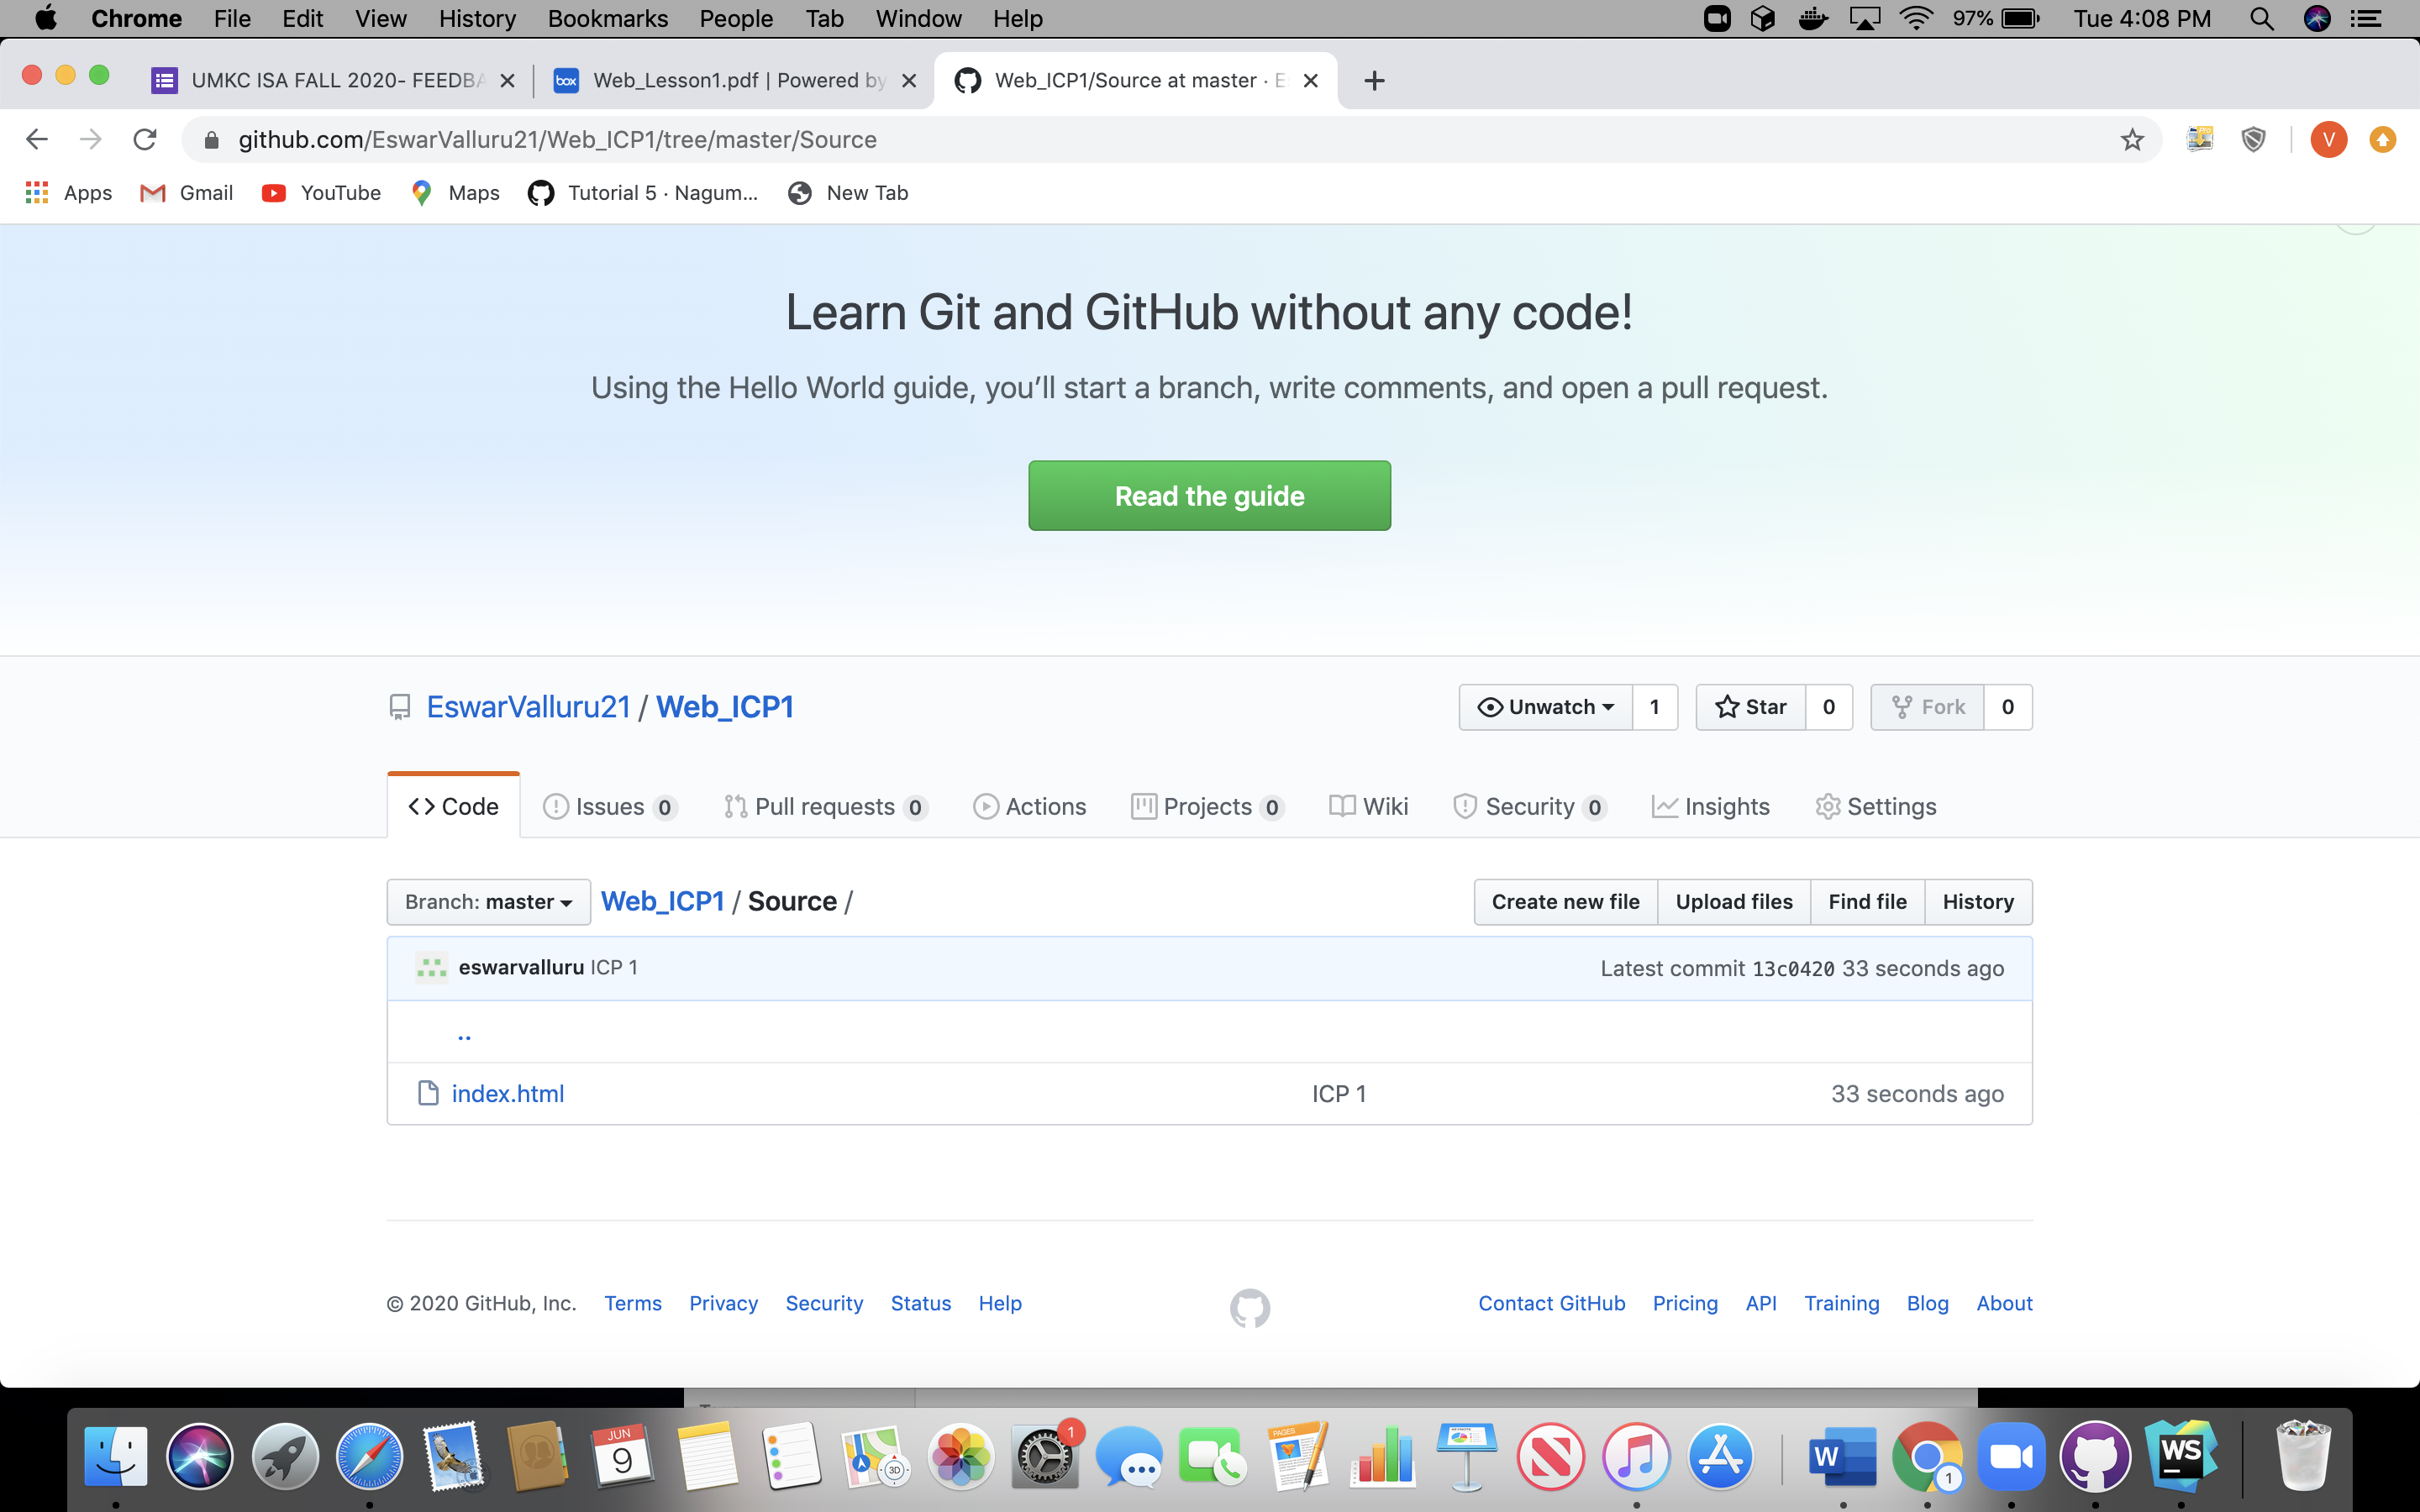 Chrome File Edit View History Bookmarks People Tab Window Help 97% Tue 4:08 PM
UMKC ISA FALL 2020- FEEDBA box Web_Lesson1.pdf | Powered by Web_ICP1/Source at master · E
github.com/EswarValluru21/Web_ICP1/tree/master/Source V
Apps Gmail YouTube Maps Tutorial 5 · Nagum... New Tab
Learn Git and GitHub without any code!
Using the Hello World guide, you’ll start a branch, write comments, and open a pull request.
Read the guide
EswarValluru21 / Web_ICP1 Unwatch 1 Star 0 Fork 0
Code Issues 0 Pull requests 0 Actions Projects 0 Wiki Security 0 Insights Settings
Branch: master Web_ICP1 / Source / Create new file Upload files Find file History
eswarvalluru ICP 1 Latest commit 13c0420 33 seconds ago
..
index.html ICP 1 33 seconds ago
© 2020 GitHub, Inc. Terms Privacy Security Status Help Contact GitHub Pricing API Training Blog About
JUN 9 3D 1 PAGES W 1 WS